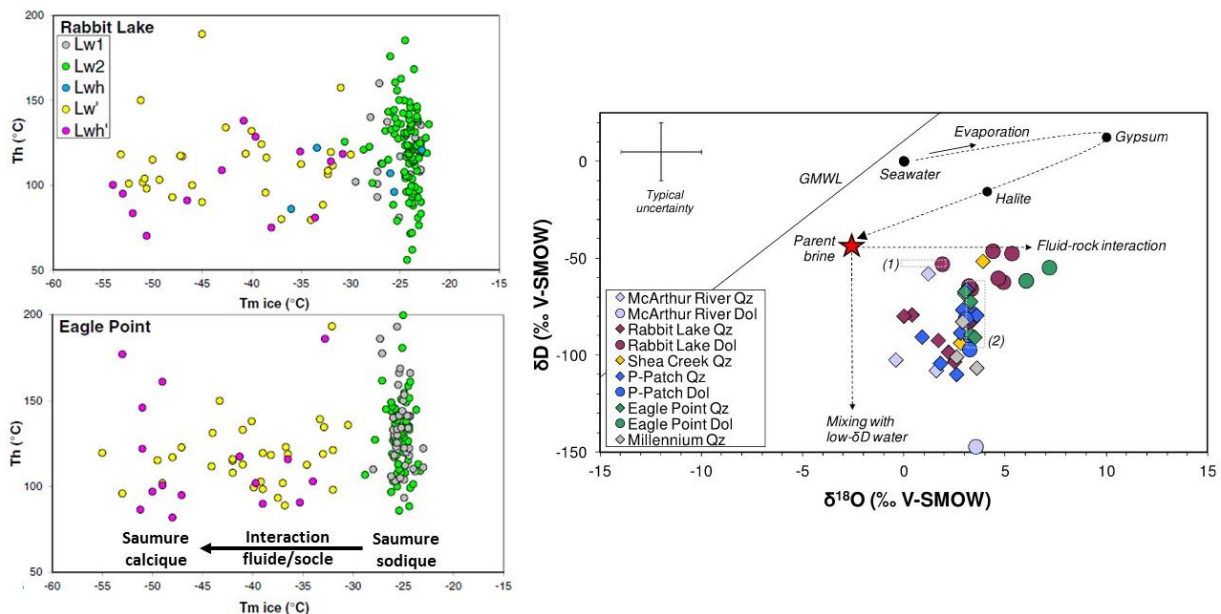 Rabbit Lake
Lw1
Lw2
Lwh
Lw'
Lwh'
200
150
100
50
Th (°C)
-60
-55
-50
-45
-40
-35
-30
-25
-20
-15
Tm ice (°C)
Eagle Point
200
150
100
50
Th (°C)
Saumure
calcique
Interaction
fluide/socle
Saumure
sodique
-60
-55
-50
-45
-40
-35
-30
-25
-20
-15
Tm ice (°C)
0
-50
-100
-150
δD (‰ V-SMOW)
Typical
uncertainty
GMWL
Evaporation
Seawater
Gypsum
Halite
Parent
brine
Fluid-rock interaction
(1)
(2)
Mixing with
low-δD water
McArthur River Qz
McArthur River Dol
Rabbit Lake Qz
Rabbit Lake Dol
Shea Creek Qz
P-Patch Qz
P-Patch Dol
Eagle Point Qz
Eagle Point Dol
Millennium Qz
-15
-10
-5
0
5
10
15
δ¹⁸O (‰ V-SMOW)